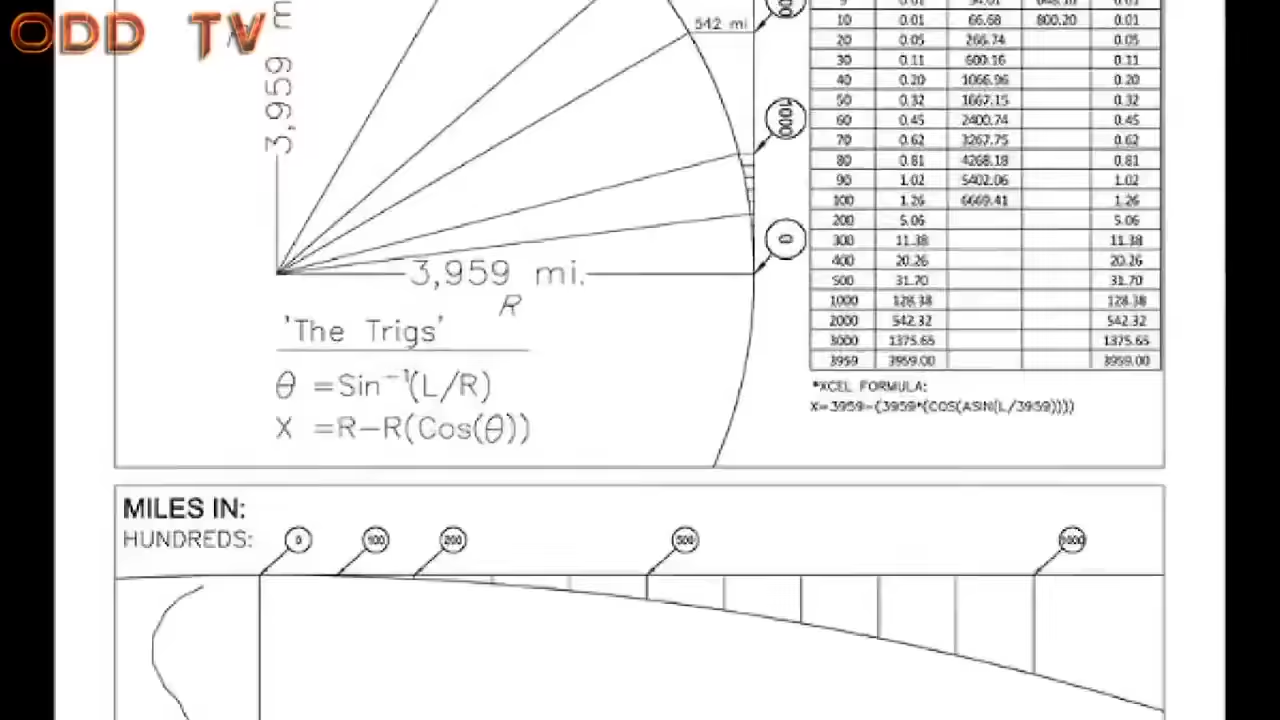 ODD TV
3,959 m
542 mi
1000
0
3,959 mi.
R
'The Trigs'
θ =Sin⁻¹(L/R)
X =R-R(Cos(θ))
10 0.01 66.68 800.20 0.01
20 0.05 266.74 0.05
30 0.11 600.16 0.11
40 0.20 1066.96 0.20
50 0.32 1667.15 0.32
60 0.45 2400.74 0.45
70 0.62 3267.75 0.62
80 0.81 4268.18 0.81
90 1.02 5402.06 1.02
100 1.26 6669.41 1.26
200 5.06 5.06
300 11.38 11.38
400 20.26 20.26
500 31.70 31.70
1000 128.38 128.38
2000 542.32 542.32
3000 1375.65 1375.65
3959 3959.00 3959.00
*XCEL FORMULA:
X=3959-(3959*(COS(ASIN(L/3959))))
MILES IN:
HUNDREDS: 0 100 200 500 1000